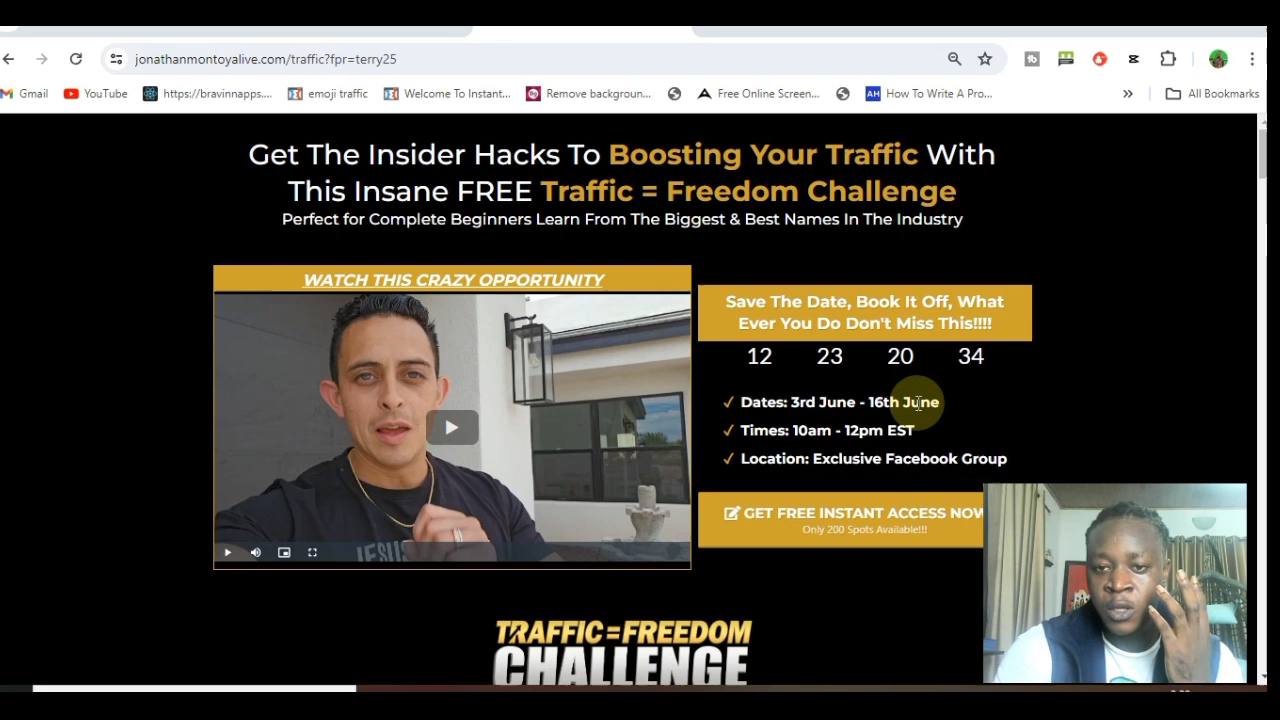 jonathanmontoyalive.com/traffic?fpr=terry25
Gmail
YouTube
https://bravinnapps....
emoji traffic
Welcome To Instant...
Remove backgroun...
Free Online Screen...
AH
How To Write A Pro...
»
All Bookmarks
Get The Insider Hacks To Boosting Your Traffic With
This Insane FREE Traffic = Freedom Challenge
Perfect for Complete Beginners Learn From The Biggest & Best Names In The Industry
WATCH THIS CRAZY OPPORTUNITY
JESUS
Save The Date, Book It Off, What
Ever You Do Don't Miss This!!!!
12 23 20 34
✓ Dates: 3rd June - 16th June
✓ Times: 10am - 12pm EST
✓ Location: Exclusive Facebook Group
GET FREE INSTANT ACCESS NOW
Only 200 Spots Available!!!
TRAFFIC=FREEDOM
CHALLENGE